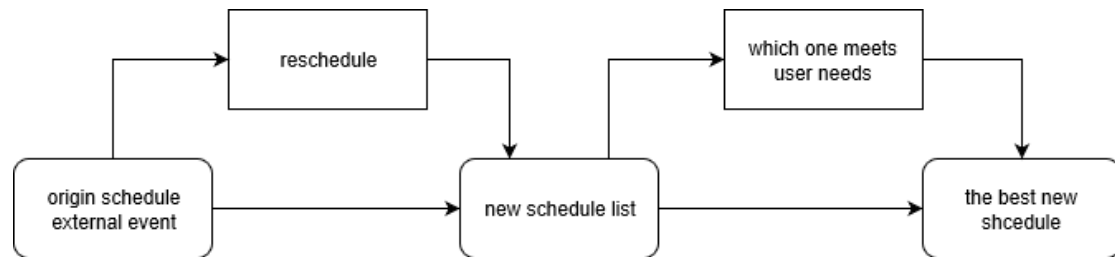 reschedule
which one meets
user needs
origin schedule
external event
new schedule list
the best new
shcedule